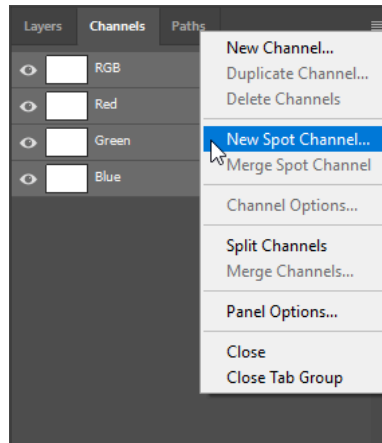 Layers Channels Paths
RGB
Red
Green
Blue
New Channel...
Duplicate Channel...
Delete Channels
New Spot Channel...
Merge Spot Channel
Channel Options...
Split Channels
Merge Channels...
Panel Options...
Close
Close Tab Group